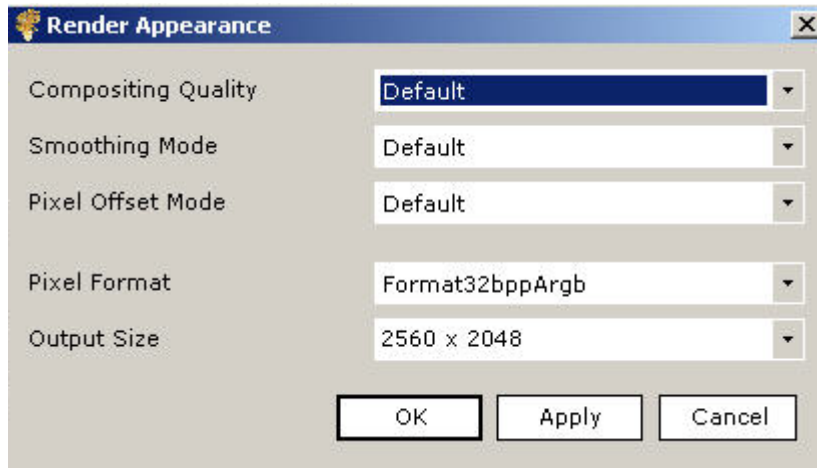 Render Appearance
Compositing Quality Default
Smoothing Mode Default
Pixel Offset Mode Default
Pixel Format Format32bppArgb
Output Size 2560 x 2048
OK Apply Cancel